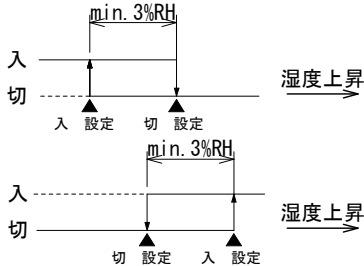 min.3%RH
入
切
湿度上昇
入 設定 切 設定
min.3%RH
入
切
湿度上昇
切 設定 入 設定